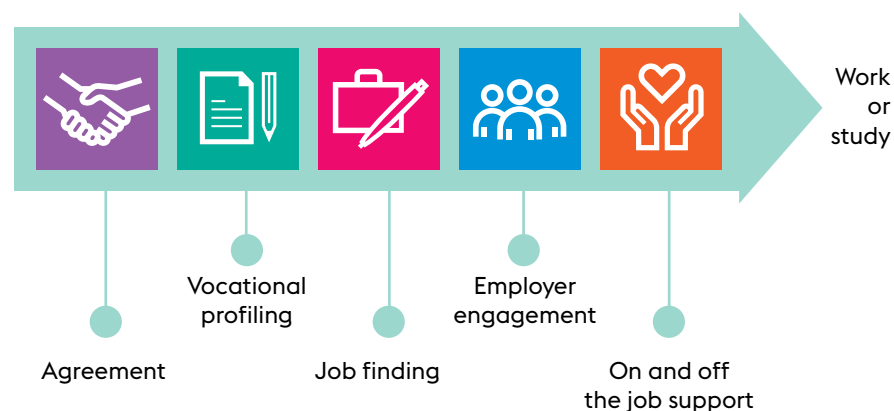 Work
or
study
Vocational
profiling
Employer
engagement
Agreement
Job finding
On and off
the job support